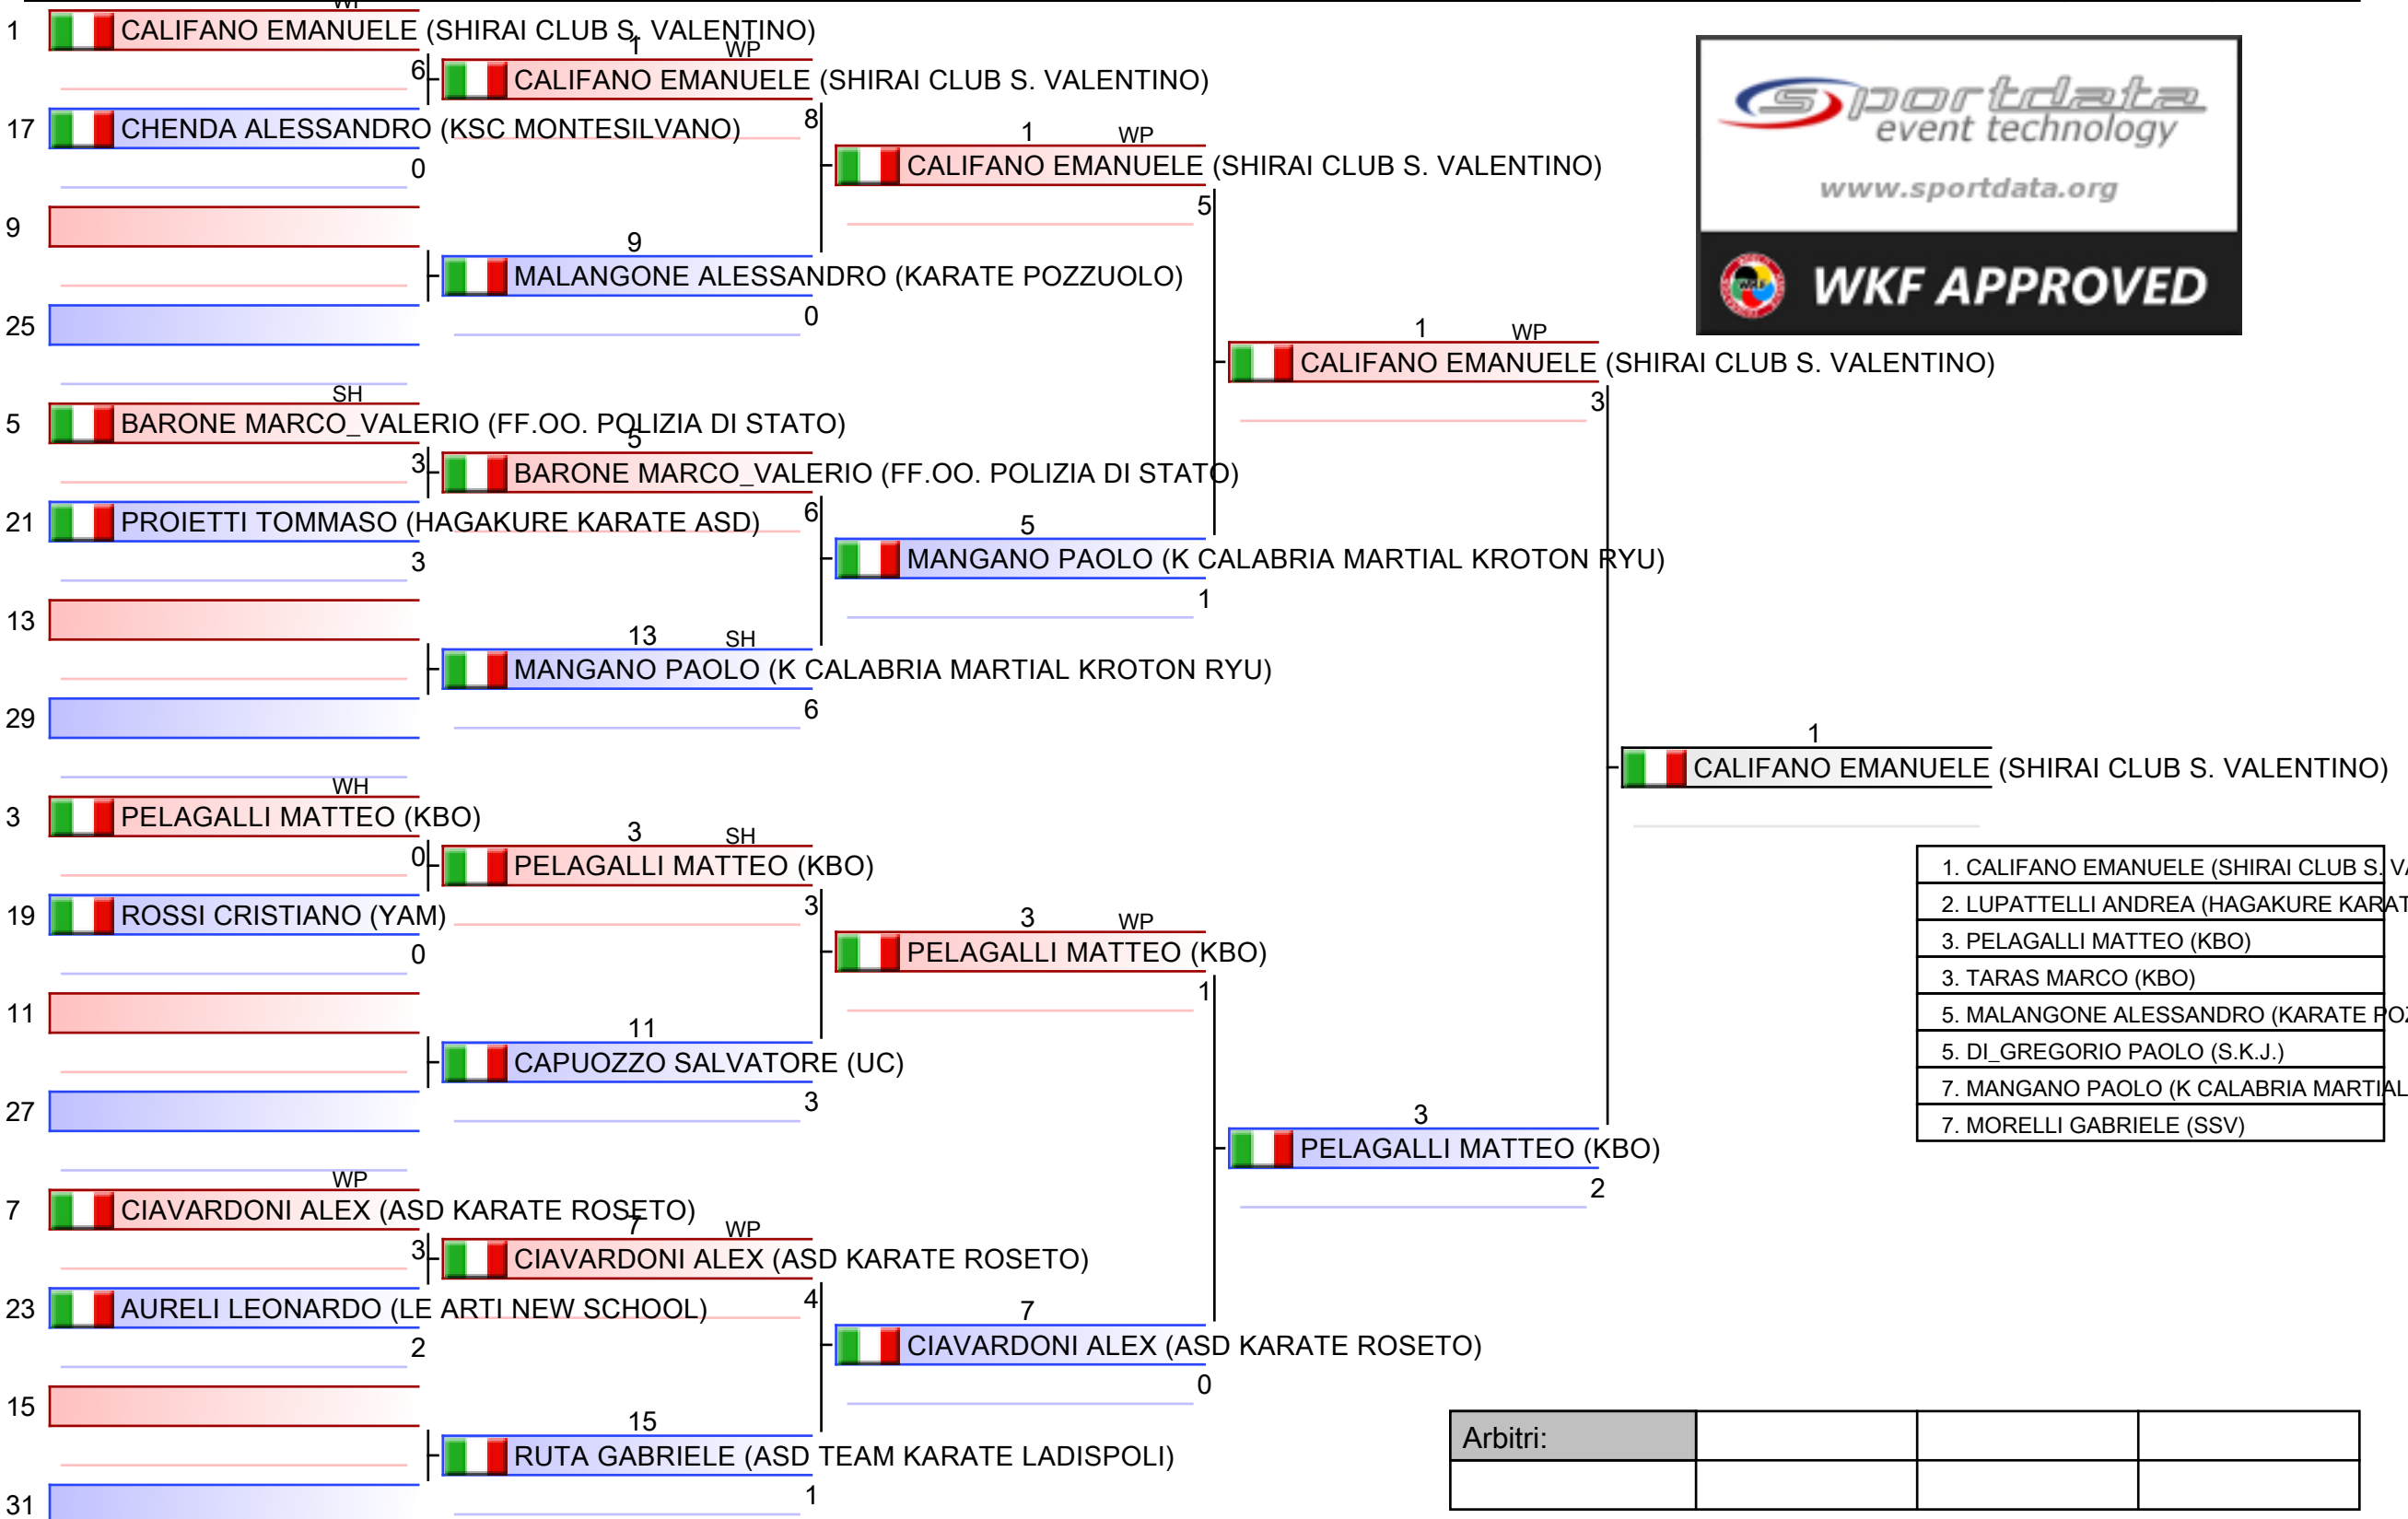 WP
1 CALIFANO EMANUELE (SHIRAI CLUB S. VALENTINO)
6
1 WP
CALIFANO EMANUELE (SHIRAI CLUB S. VALENTINO)
17 CHENDA ALESSANDRO (KSC MONTESILVANO)
8
0
1 WP
CALIFANO EMANUELE (SHIRAI CLUB S. VALENTINO)
5
9
9
MALANGONE ALESSANDRO (KARATE POZZUOLO)
0
25
1 WP
CALIFANO EMANUELE (SHIRAI CLUB S. VALENTINO)
3
SH
5 BARONE MARCO_VALERIO (FF.OO. POLIZIA DI STATO)
3
5
BARONE MARCO_VALERIO (FF.OO. POLIZIA DI STATO)
21 PROIETTI TOMMASO (HAGAKURE KARATE ASD)
6
3
5
MANGANO PAOLO (K CALABRIA MARTIAL KROTON RYU)
1
13
13 SH
MANGANO PAOLO (K CALABRIA MARTIAL KROTON RYU)
6
29
1
CALIFANO EMANUELE (SHIRAI CLUB S. VALENTINO)
WH
3 PELAGALLI MATTEO (KBO)
0
3 SH
PELAGALLI MATTEO (KBO)
19 ROSSI CRISTIANO (YAM)
3
0
3 WP
PELAGALLI MATTEO (KBO)
1
11
11
CAPUOZZO SALVATORE (UC)
3
27
3
PELAGALLI MATTEO (KBO)
2
WP
7 CIAVARDONI ALEX (ASD KARATE ROSETO)
3
7 WP
CIAVARDONI ALEX (ASD KARATE ROSETO)
23 AURELI LEONARDO (LE ARTI NEW SCHOOL)
4
2
7
CIAVARDONI ALEX (ASD KARATE ROSETO)
0
15
15
RUTA GABRIELE (ASD TEAM KARATE LADISPOLI)
1
31
sportdata
event technology
www.sportdata.org
WKF APPROVED
1. CALIFANO EMANUELE (SHIRAI CLUB S. VA
2. LUPATTELLI ANDREA (HAGAKURE KARAT
3. PELAGALLI MATTEO (KBO)
3. TARAS MARCO (KBO)
5. MALANGONE ALESSANDRO (KARATE POZ
5. DI_GREGORIO PAOLO (S.K.J.)
7. MANGANO PAOLO (K CALABRIA MARTIAL
7. MORELLI GABRIELE (SSV)
Arbitri: